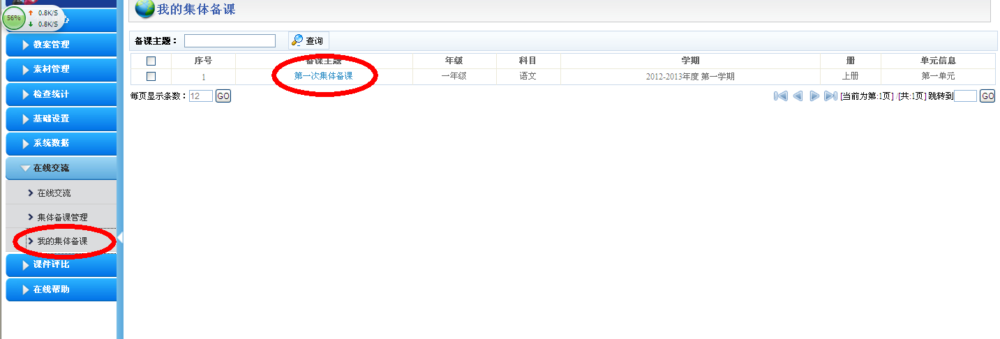 我的集体备课
56%
0.8K/S
0.8K/S
教案管理
素材管理
检查统计
基础设置
系统数据
在线交流
在线交流
集体备课管理
我的集体备课
课件评比
在线帮助
备课主题： 查询
序号 备课主题 年级 科目 学期 册 单元信息
1 第一次集体备课 一年级 语文 2012-2013年度 第一学期 上册 第一单元
每页显示条数：12 GO [当前为第:1页] /[共:1页] 跳转到 GO